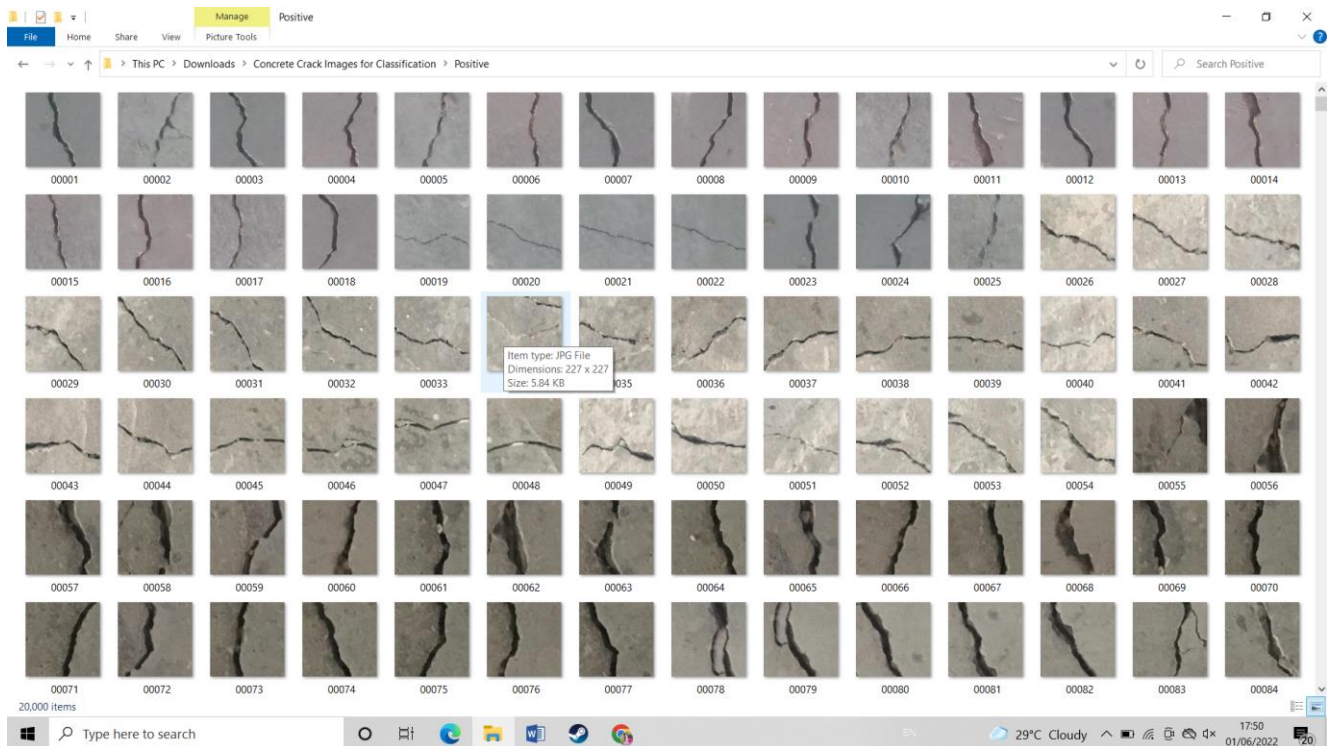 Manage Positive
File Home Share View Picture Tools
This PC > Downloads > Concrete Crack Images for Classification > Positive Search Positive
00001 00002 00003 00004 00005 00006 00007 00008 00009 00010 00011 00012 00013 00014
00015 00016 00017 00018 00019 00020 00021 00022 00023 00024 00025 00026 00027 00028
Item type: JPG File
Dimensions: 227 x 227
Size: 5.84 KB
00029 00030 00031 00032 00033 0035 00036 00037 00038 00039 00040 00041 00042
00043 00044 00045 00046 00047 00048 00049 00050 00051 00052 00053 00054 00055 00056
00057 00058 00059 00060 00061 00062 00063 00064 00065 00066 00067 00068 00069 00070
00071 00072 00073 00074 00075 00076 00077 00078 00079 00080 00081 00082 00083 00084
20,000 items
Type here to search EN 29°C Cloudy 17:50
01/06/2022 20